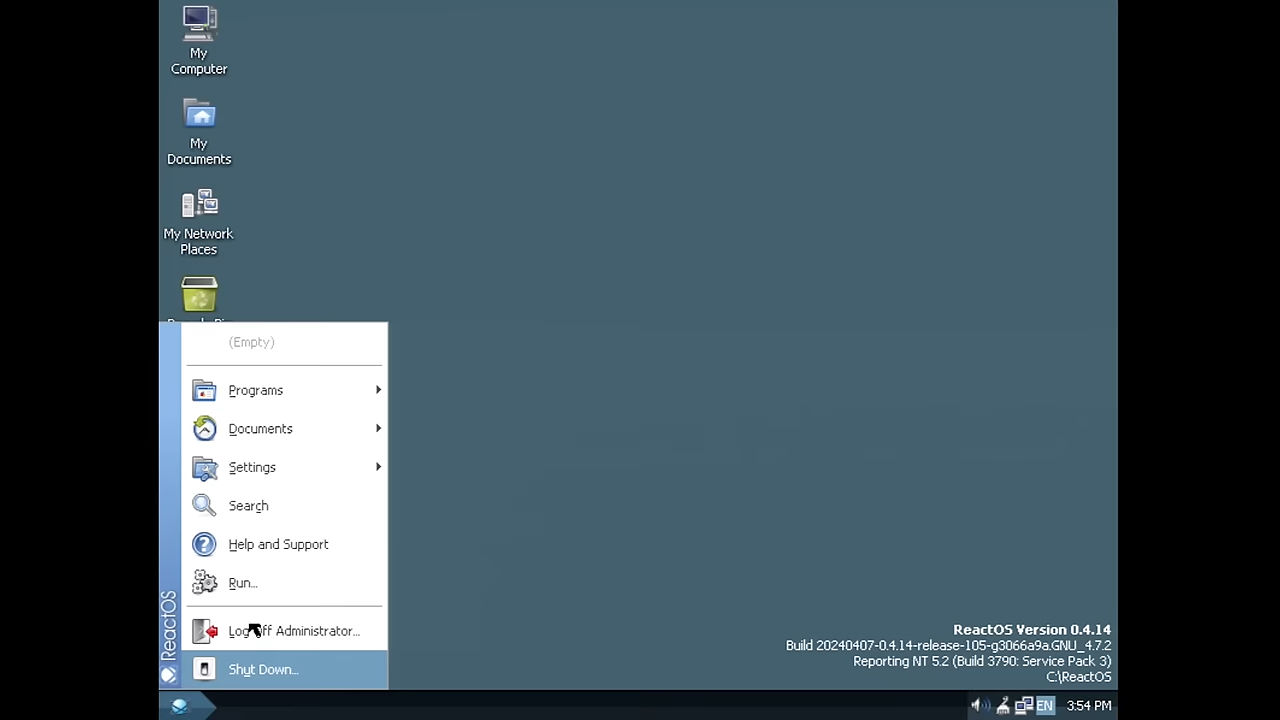 My
Computer
My
Documents
My Network
Places
(Empty)
Programs
Documents
Settings
Search
Help and Support
Run...
Log Off Administrator...
Shut Down...
ReactOS
ReactOS Version 0.4.14
Build 20240407-0.4.14-release-105-g3066a9a.GNU_4.7.2
Reporting NT 5.2 (Build 3790: Service Pack 3)
C:\ReactOS
EN
3:54 PM